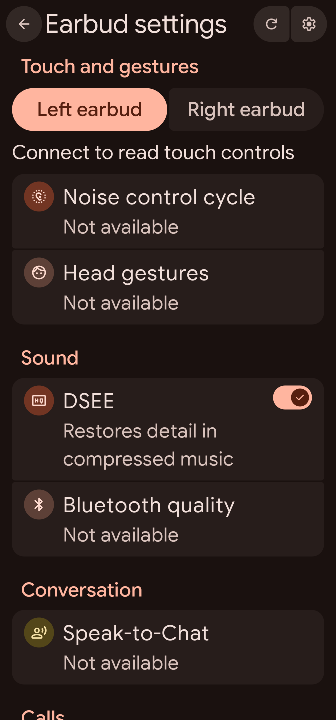 Earbud settings
Touch and gestures
Left earbud
Right earbud
Connect to read touch controls
Noise control cycle
Not available
Head gestures
Not available
Sound
HQ
DSEE
Restores detail in
compressed music
Bluetooth quality
Not available
Conversation
Speak-to-Chat
Not available
Calls